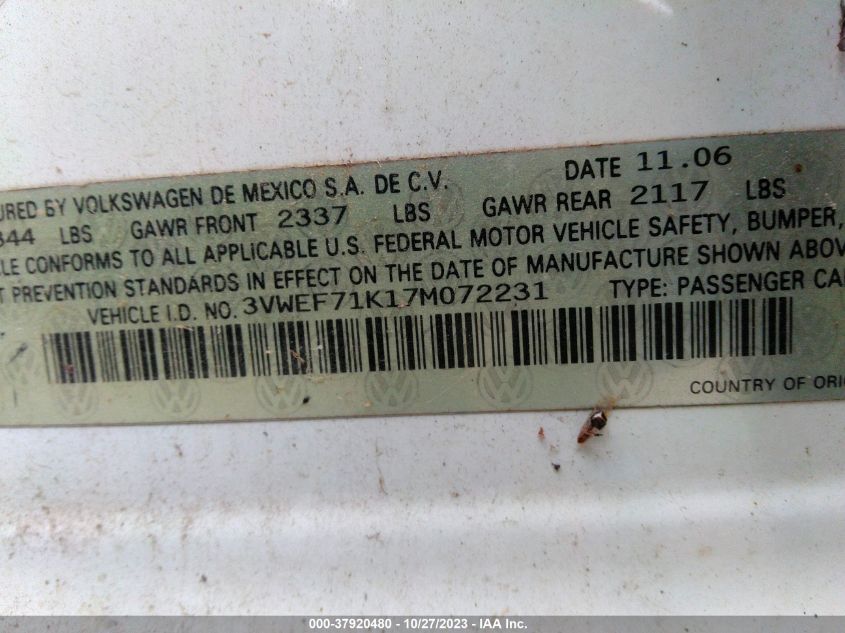 URED BY VOLKSWAGEN DE MEXICO S.A. DE C.V. DATE 11.06
344 LBS GAWR FRONT 2337 LBS GAWR REAR 2117 LBS
LE CONFORMS TO ALL APPLICABLE U.S. FEDERAL MOTOR VEHICLE SAFETY, BUMPER,
T PREVENTION STANDARDS IN EFFECT ON THE DATE OF MANUFACTURE SHOWN ABOV
VEHICLE I.D. NO. 3VWEF71K17M072231 TYPE: PASSENGER CA
COUNTRY OF ORI
000-37920480 - 10/27/2023 - IAA Inc.